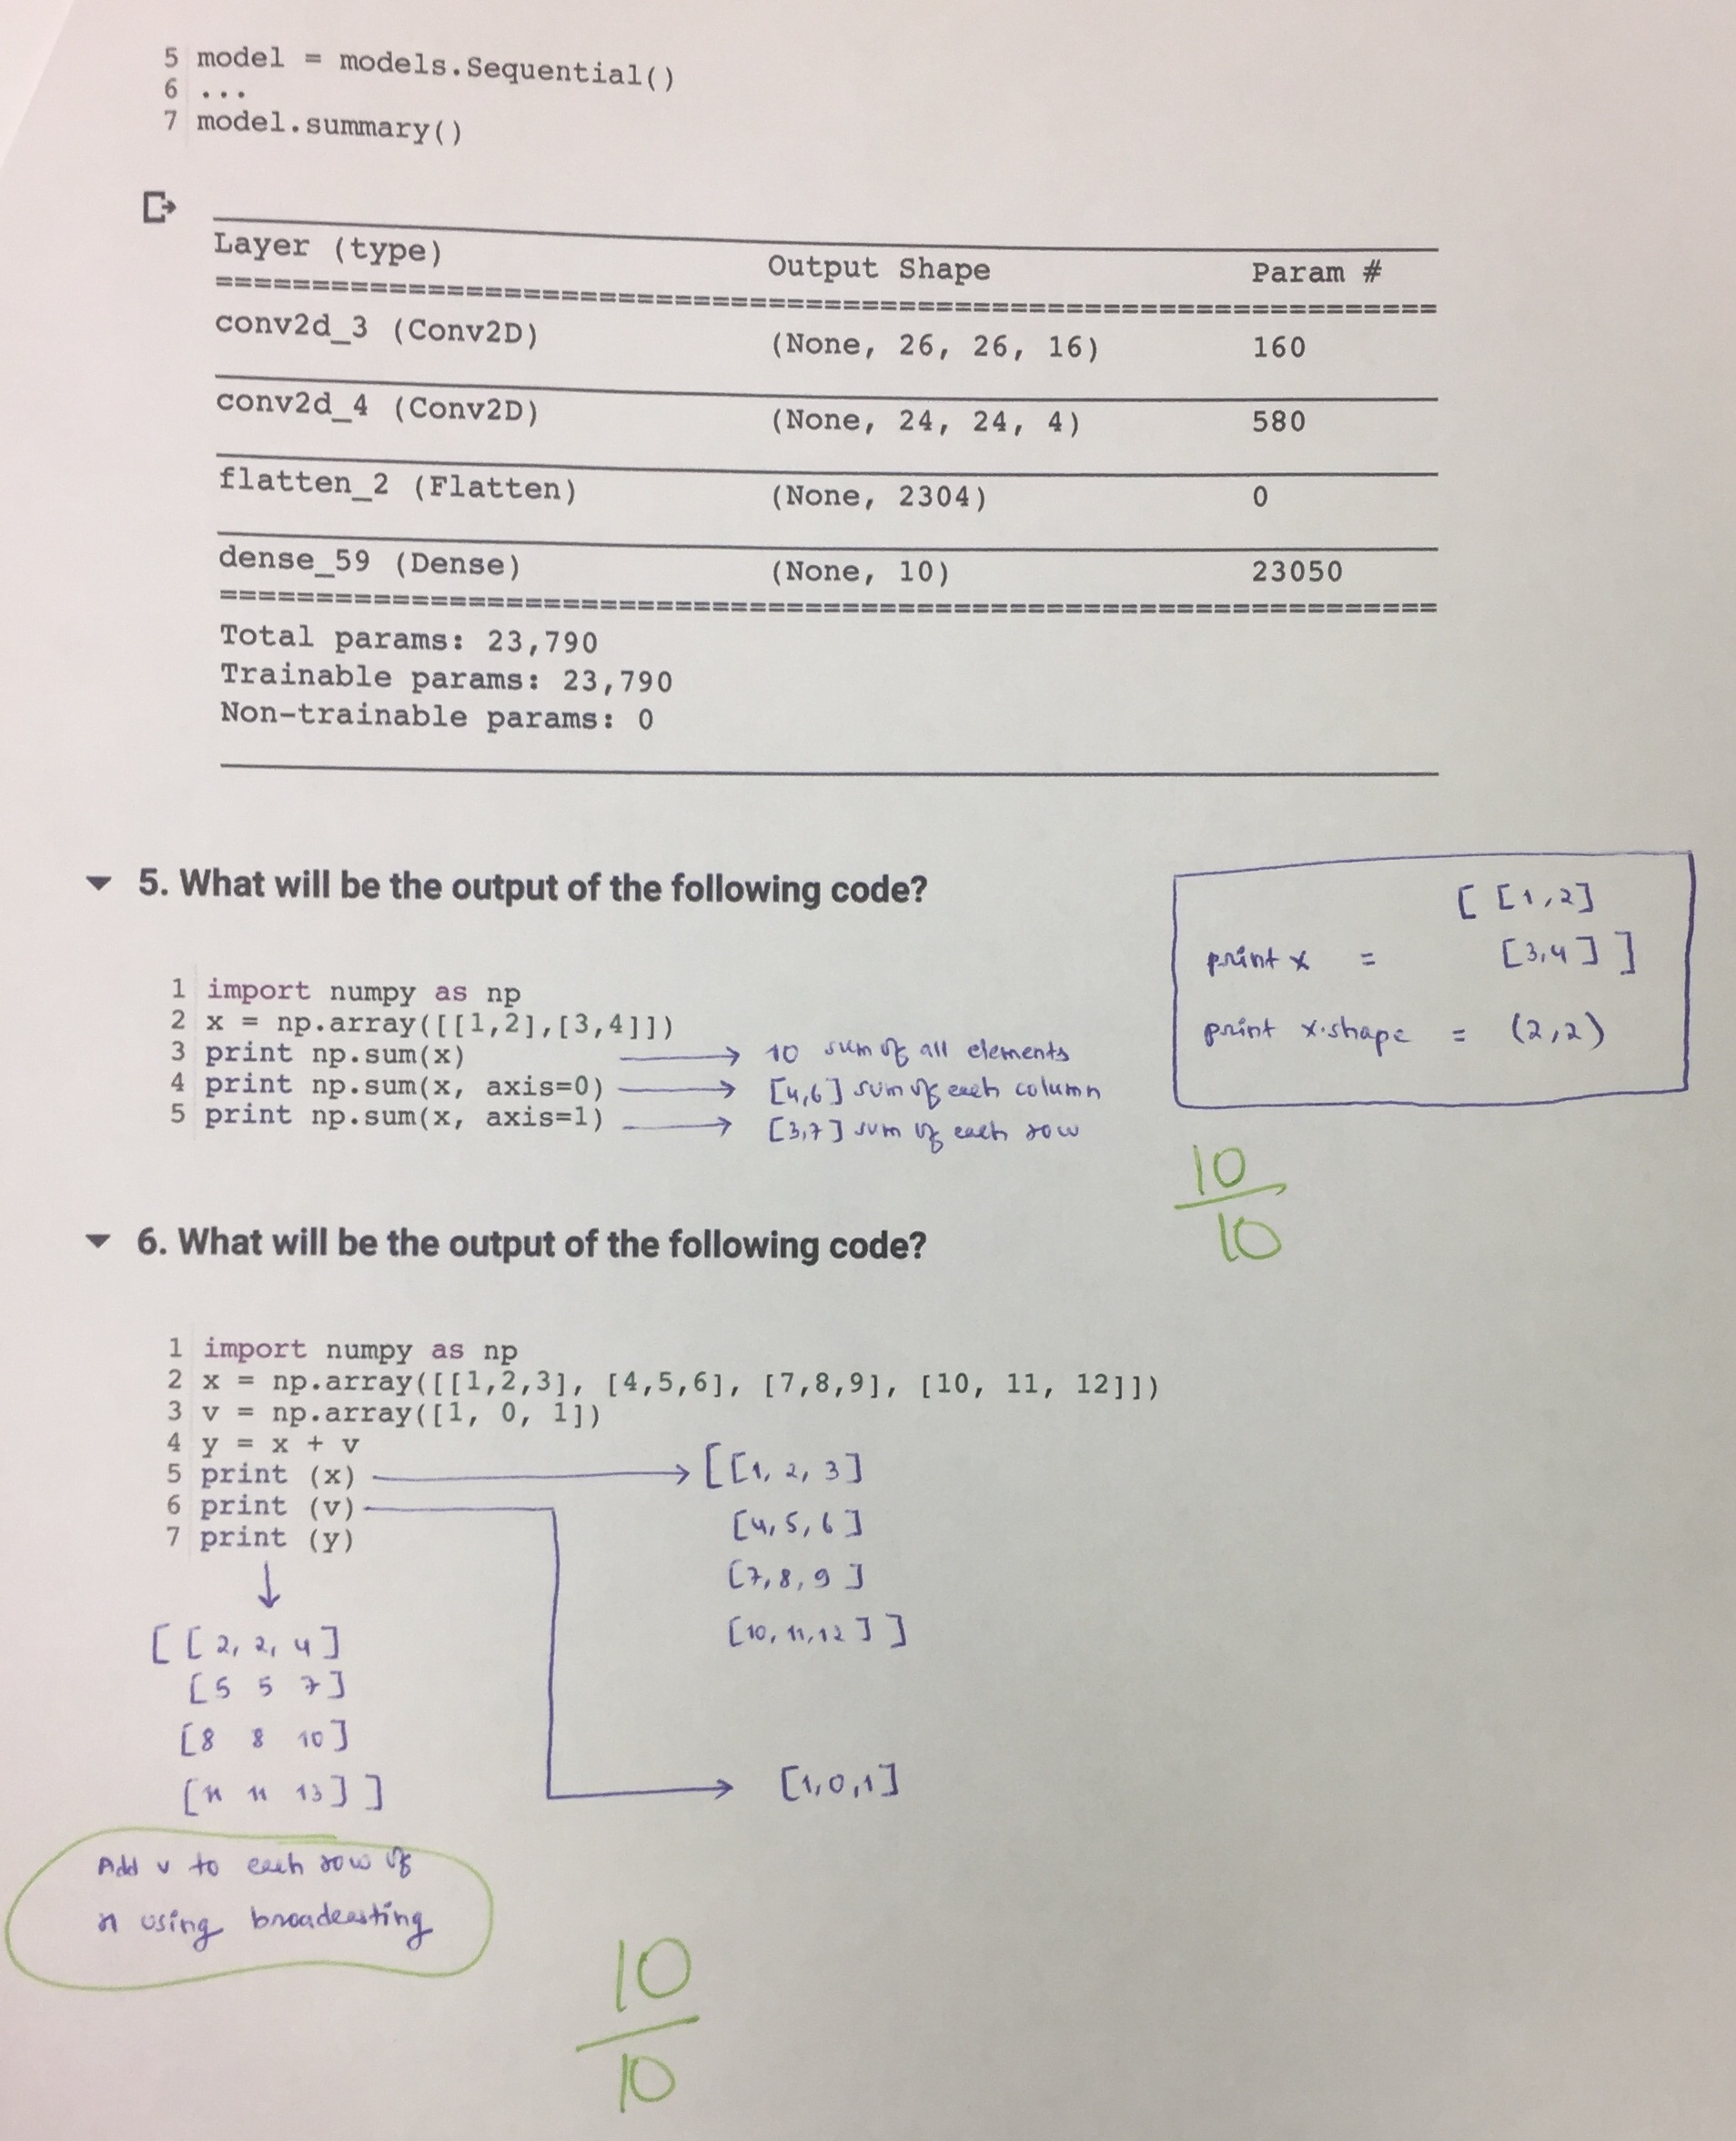 5 model = models.Sequential()
6 ...
7 model.summary()
Layer (type) Output Shape Param #
=================================================================
conv2d_3 (Conv2D) (None, 26, 26, 16) 160
conv2d_4 (Conv2D) (None, 24, 24, 4) 580
flatten_2 (Flatten) (None, 2304) 0
dense_59 (Dense) (None, 10) 23050
=================================================================
Total params: 23,790
Trainable params: 23,790
Non-trainable params: 0
5. What will be the output of the following code?
[ [1,2]
print x = [3,4] ]
print x.shape = (2,2)
1 import numpy as np
2 x = np.array([[1,2],[3,4]])
3 print np.sum(x) 10 sum of all elements
4 print np.sum(x, axis=0) [4,6] sum of each column
5 print np.sum(x, axis=1) [3,7] sum of each row
10
10
6. What will be the output of the following code?
1 import numpy as np
2 x = np.array([[1,2,3], [4,5,6], [7,8,9], [10, 11, 12]])
3 v = np.array([1, 0, 1])
4 y = x + v
5 print (x) [[1, 2, 3]
6 print (v)
7 print (y)
[4,5,6]
[7,8,9]
[10,11,12] ]
[ [ 2, 2, 4 ]
[5 5 7]
[8 8 10]
[11 11 13] ]
[1,0,1]
Add v to each row of
x using broadcasting
10
10